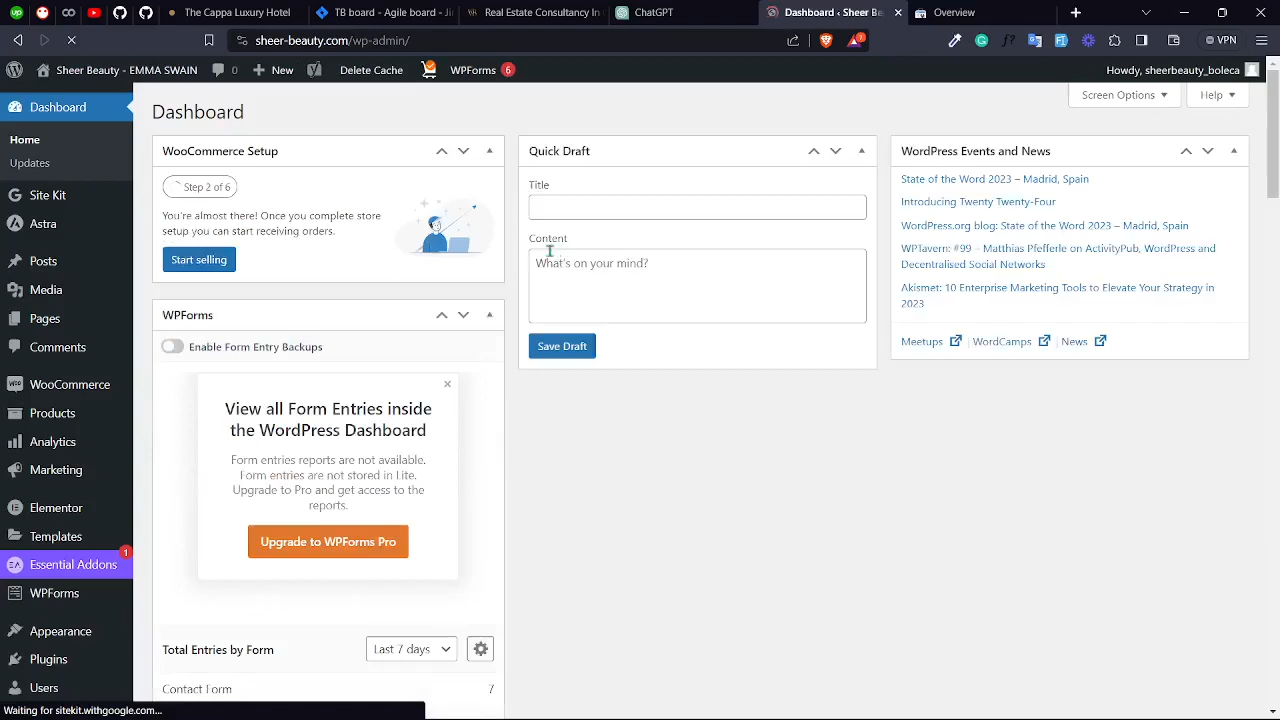 The Cappa Luxury Hotel
TB board - Agile board - Ji
Real Estate Consultancy In
ChatGPT
Dashboard ‹ Sheer Be
Overview
sheer-beauty.com/wp-admin/
7
VPN
Sheer Beauty - EMMA SWAIN
0
New
Delete Cache
WPForms 6
Howdy, sheerbeauty_boleca
Dashboard
Home
Updates
Site Kit
Astra
Posts
Media
Pages
Comments
WooCommerce
Products
Analytics
Marketing
Elementor
Templates
Essential Addons 1
WPForms
Appearance
Plugins
Users
Screen Options
Help
Dashboard
WooCommerce Setup
Step 2 of 6
You're almost there! Once you complete store
setup you can start receiving orders.
Start selling
WPForms
Enable Form Entry Backups
View all Form Entries inside
the WordPress Dashboard
Form entries reports are not available.
Form entries are not stored in Lite.
Upgrade to Pro and get access to the
reports.
Upgrade to WPForms Pro
Total Entries by Form
Last 7 days
Contact Form 7
Quick Draft
Title
Content
What's on your mind?
Save Draft
WordPress Events and News
State of the Word 2023 – Madrid, Spain
Introducing Twenty Twenty-Four
WordPress.org blog: State of the Word 2023 – Madrid, Spain
WPTavern: #99 – Matthias Pfefferle on ActivityPub, WordPress and
Decentralised Social Networks
Akismet: 10 Enterprise Marketing Tools to Elevate Your Strategy in
2023
Meetups | WordCamps | News
Waiting for sitekit.withgoogle.com...